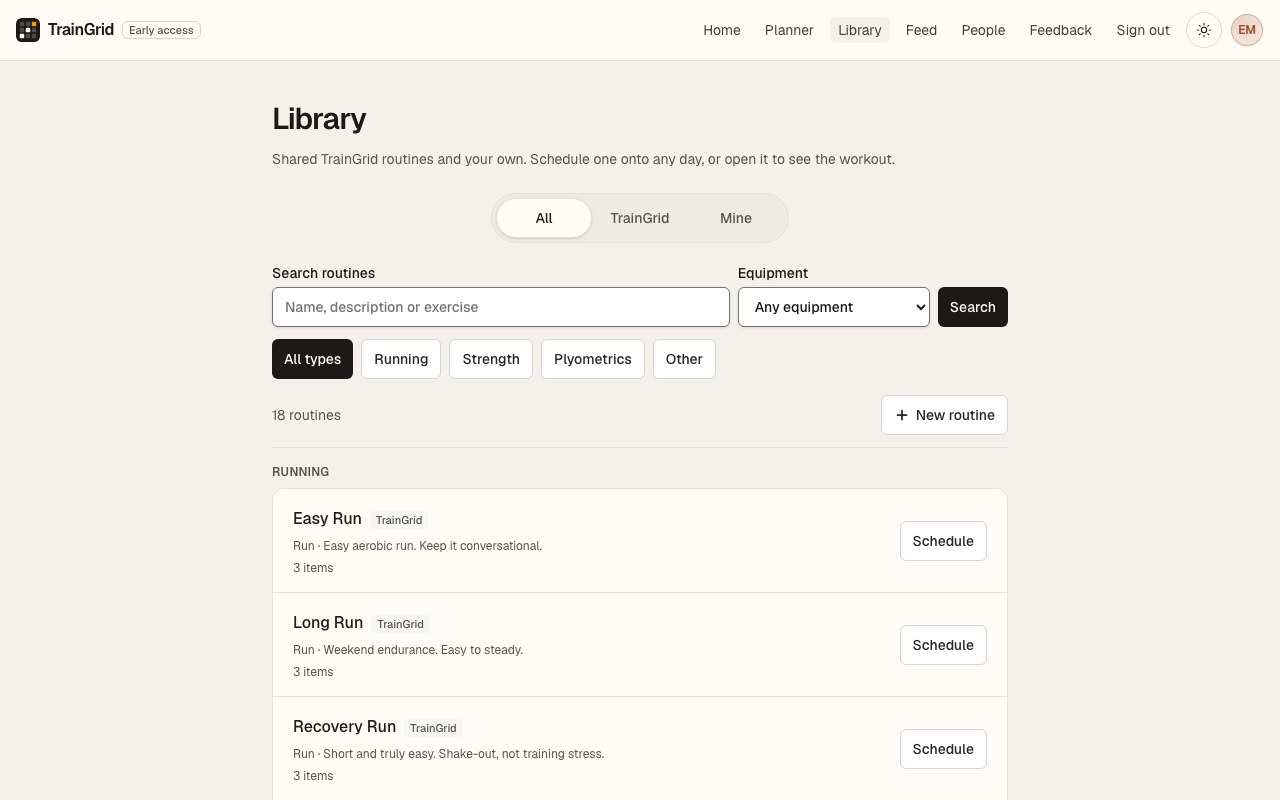 TrainGrid Early access Home Planner Library Feed People Feedback Sign out EM
Library
Shared TrainGrid routines and your own. Schedule one onto any day, or open it to see the workout.
All TrainGrid Mine
Search routines Equipment
Name, description or exercise Any equipment Search
All types Running Strength Plyometrics Other
18 routines + New routine
RUNNING
Easy Run TrainGrid
Run · Easy aerobic run. Keep it conversational.
3 items
Schedule
Long Run TrainGrid
Run · Weekend endurance. Easy to steady.
3 items
Schedule
Recovery Run TrainGrid
Run · Short and truly easy. Shake-out, not training stress.
3 items
Schedule